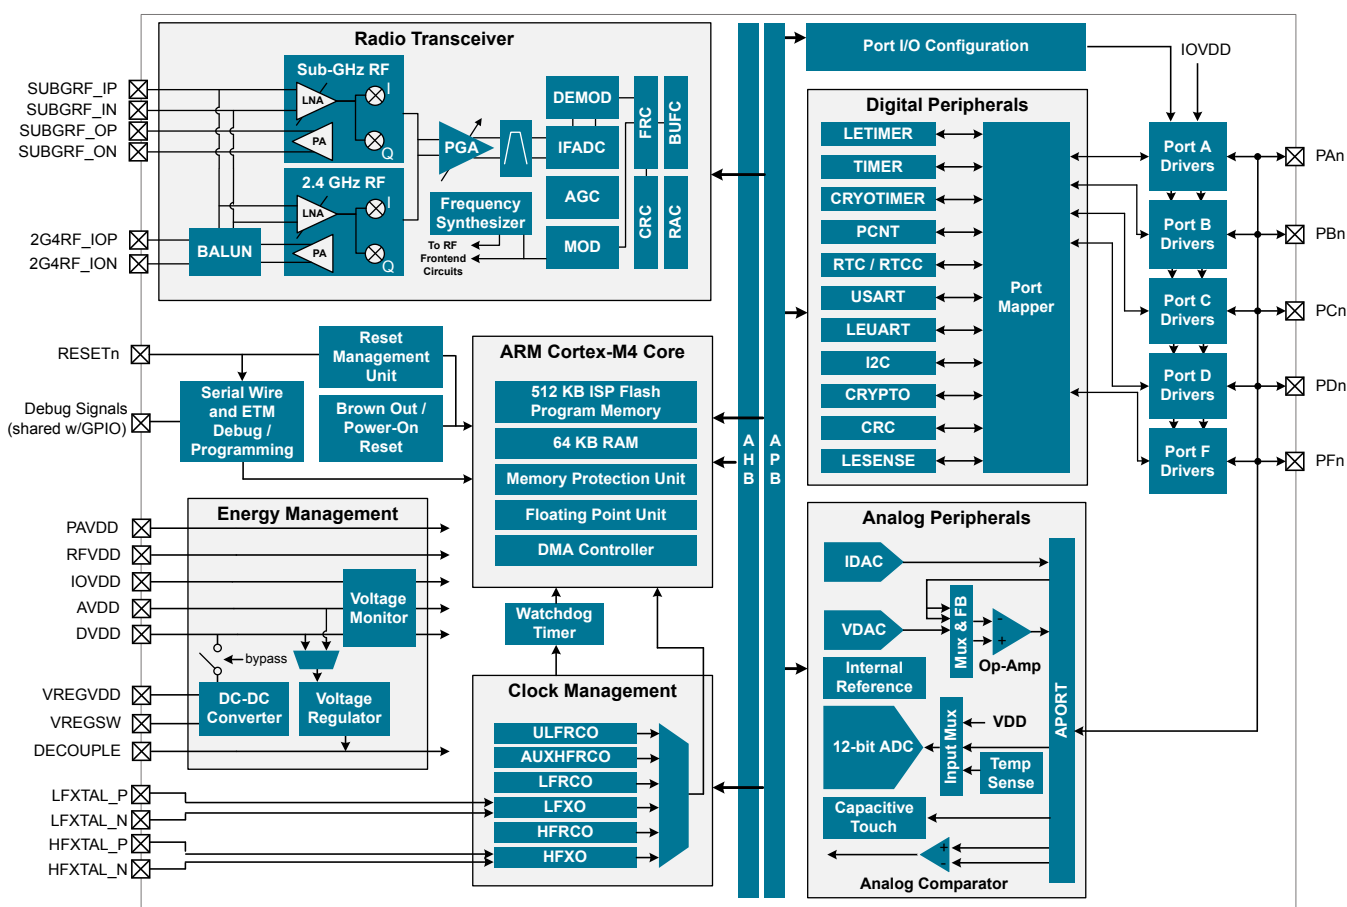 Radio Transceiver
SUBGRF_IP
SUBGRF_IN
SUBGRF_OP
SUBGRF_ON
2G4RF_IOP
2G4RF_ION
Sub-GHz RF
LNA
I
PA
Q
2.4 GHz RF
LNA
I
PA
Q
BALUN
PGA
DEMOD
IFADC
AGC
MOD
Frequency
Synthesizer
To RF
Frontend
Circuits
FRC
BUFC
CRC
RAC
RESETn
Debug Signals
(shared w/GPIO)
Reset
Management
Unit
Serial Wire
and ETM
Debug /
Programming
Brown Out /
Power-On
Reset
ARM Cortex-M4 Core
512 KB ISP Flash
Program Memory
64 KB RAM
Memory Protection Unit
Floating Point Unit
DMA Controller
Watchdog
Timer
Energy Management
PAVDD
RFVDD
IOVDD
AVDD
DVDD
VREGVDD
VREGSW
DECOUPLE
Voltage
Monitor
bypass
DC-DC
Converter
Voltage
Regulator
Clock Management
LFXTAL_P
LFXTAL_N
HFXTAL_P
HFXTAL_N
ULFRCO
AUXHFRCO
LFRCO
LFXO
HFRCO
HFXO
A
H
B
A
P
B
Port I/O Configuration
IOVDD
Digital Peripherals
LETIMER
TIMER
CRYOTIMER
PCNT
RTC / RTCC
USART
LEUART
I2C
CRYPTO
CRC
LESENSE
Port
Mapper
Port A
Drivers
Port B
Drivers
Port C
Drivers
Port D
Drivers
Port F
Drivers
PAn
PBn
PCn
PDn
PFn
Analog Peripherals
IDAC
VDAC
Mux & FB
-
+
Op-Amp
Internal
Reference
12-bit ADC
Input Mux
VDD
Temp
Sense
Capacitive
Touch
+
-
Analog Comparator
APORT